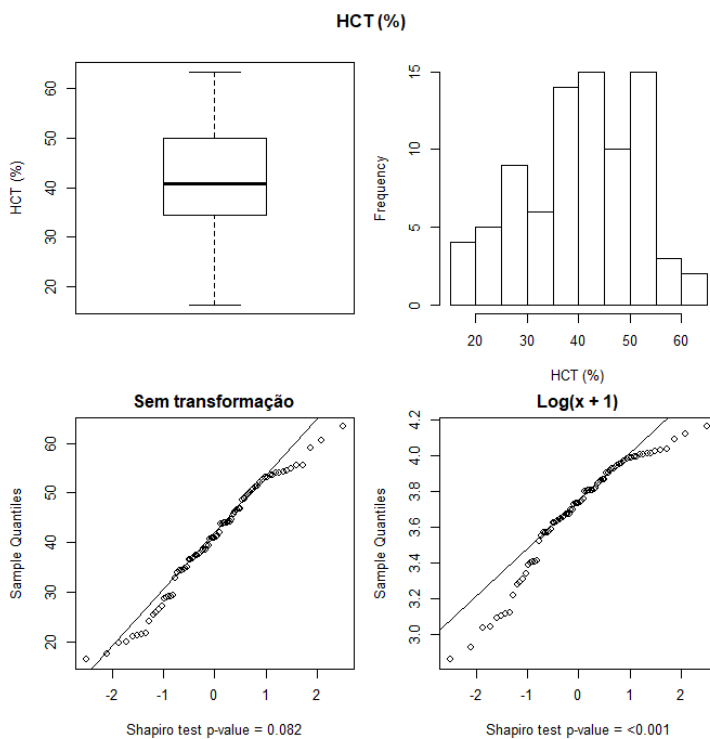 HCT (%)
HCT (%)
20 30 40 50 60
Frequency
0 5 10 15
20 30 40 50 60
HCT (%)
Sem transformação
Sample Quantiles
20 30 40 50 60
-2 -1 0 1 2
Shapiro test p-value = 0.082
Log(x + 1)
Sample Quantiles
3.0 3.2 3.4 3.6 3.8 4.0 4.2
-2 -1 0 1 2
Shapiro test p-value = <0.001